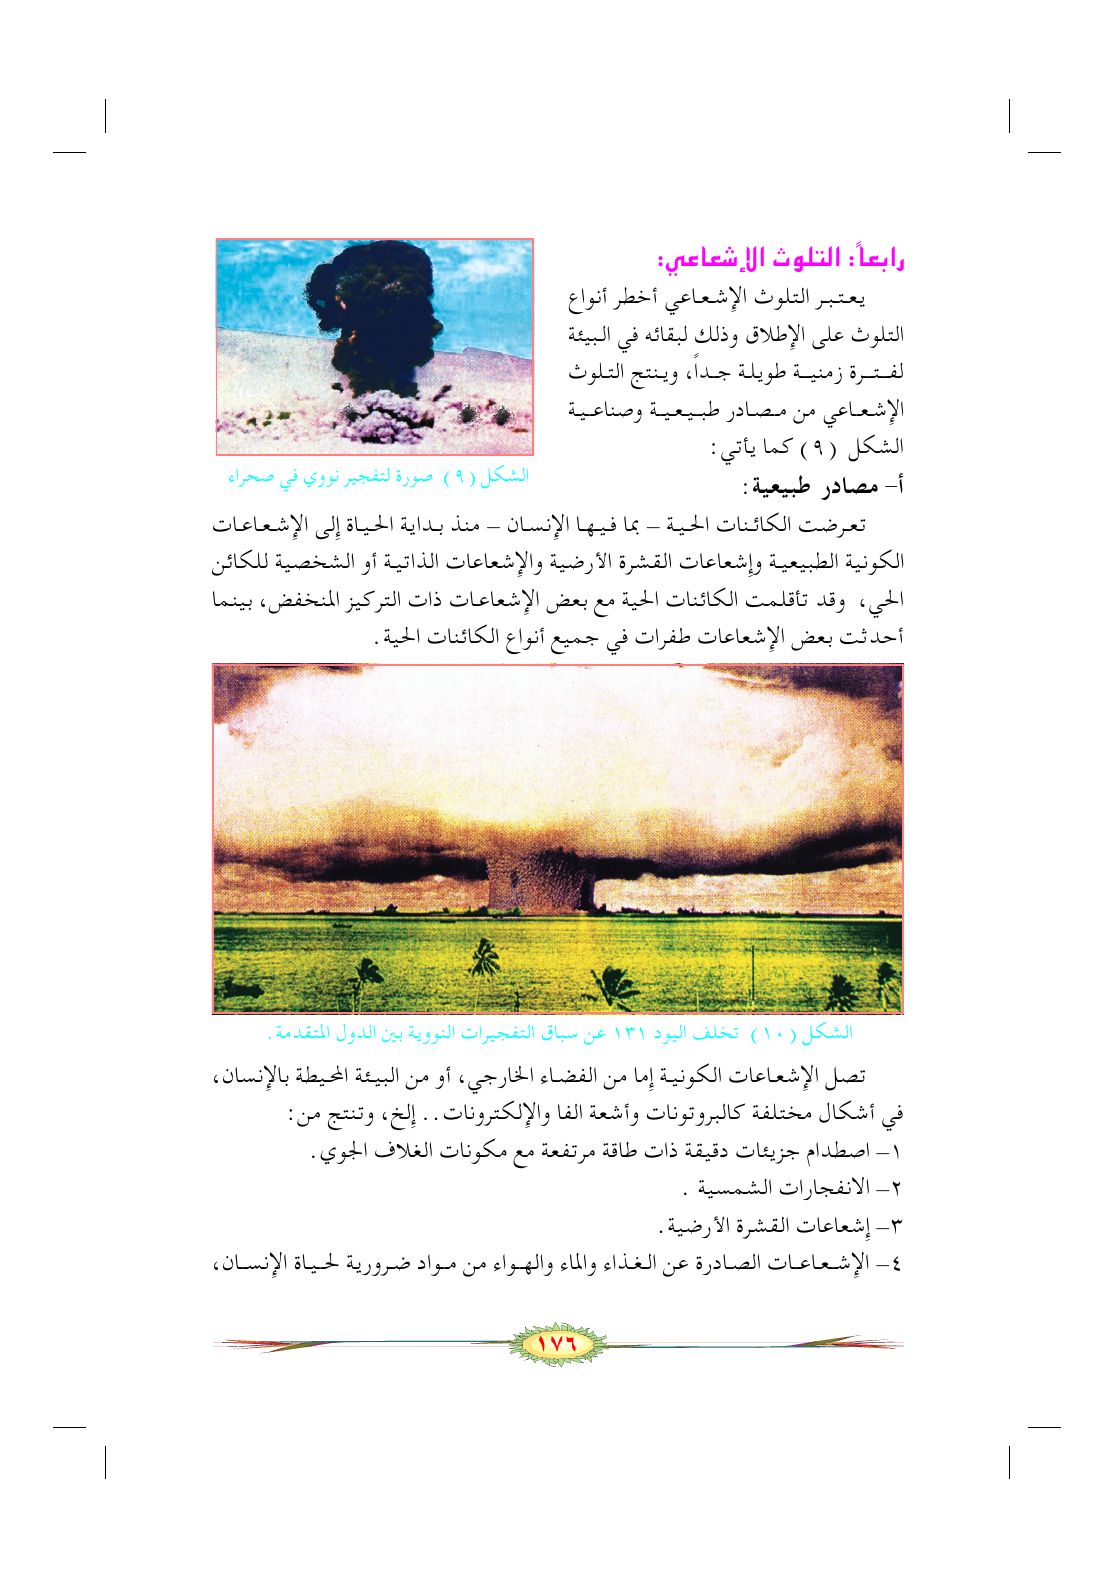 رابعاً: التلوث الإشعاعي:
يعتبر التلوث الإشعاعي أخطر أنواع
التلوث على الإطلاق وذلك لبقائه في البيئة
لفترة زمنية طويلة جداً، وينتج التلوث
الإشعاعي من مصادر طبيعية وصناعية
الشكل (٩) كما يأتي:
الشكل (٩) صورة لتفجير نووي في صحراء
أ- مصادر طبيعية:
تعرضت الكائنات الحية – بما فيها الإنسان – منذ بداية الحياة إلى الإشعاعات
الكونية الطبيعية وإشعاعات القشرة الأرضية والإشعاعات الذاتية أو الشخصية للكائن
الحي، وقد تأقلمت الكائنات الحية مع بعض الإشعاعات ذات التركيز المنخفض، بينما
أحدثت بعض الإشعاعات طفرات في جميع أنواع الكائنات الحية.
الشكل (١٠) تخلف اليود ١٣١ عن سباق التفجيرات النووية بين الدول المتقدمة.
تصل الإشعاعات الكونية إما من الفضاء الخارجي، أو من البيئة المحيطة بالإنسان،
في أشكال مختلفة كالبروتونات وأشعة الفا والإلكترونات.. إلخ، وتنتج من:
١– اصطدام جزيئات دقيقة ذات طاقة مرتفعة مع مكونات الغلاف الجوي.
٢– الانفجارات الشمسية .
٣– إشعاعات القشرة الأرضية.
٤– الإشعاعات الصادرة عن الغذاء والماء والهواء من مواد ضرورية لحياة الإنسان،
١٧٦